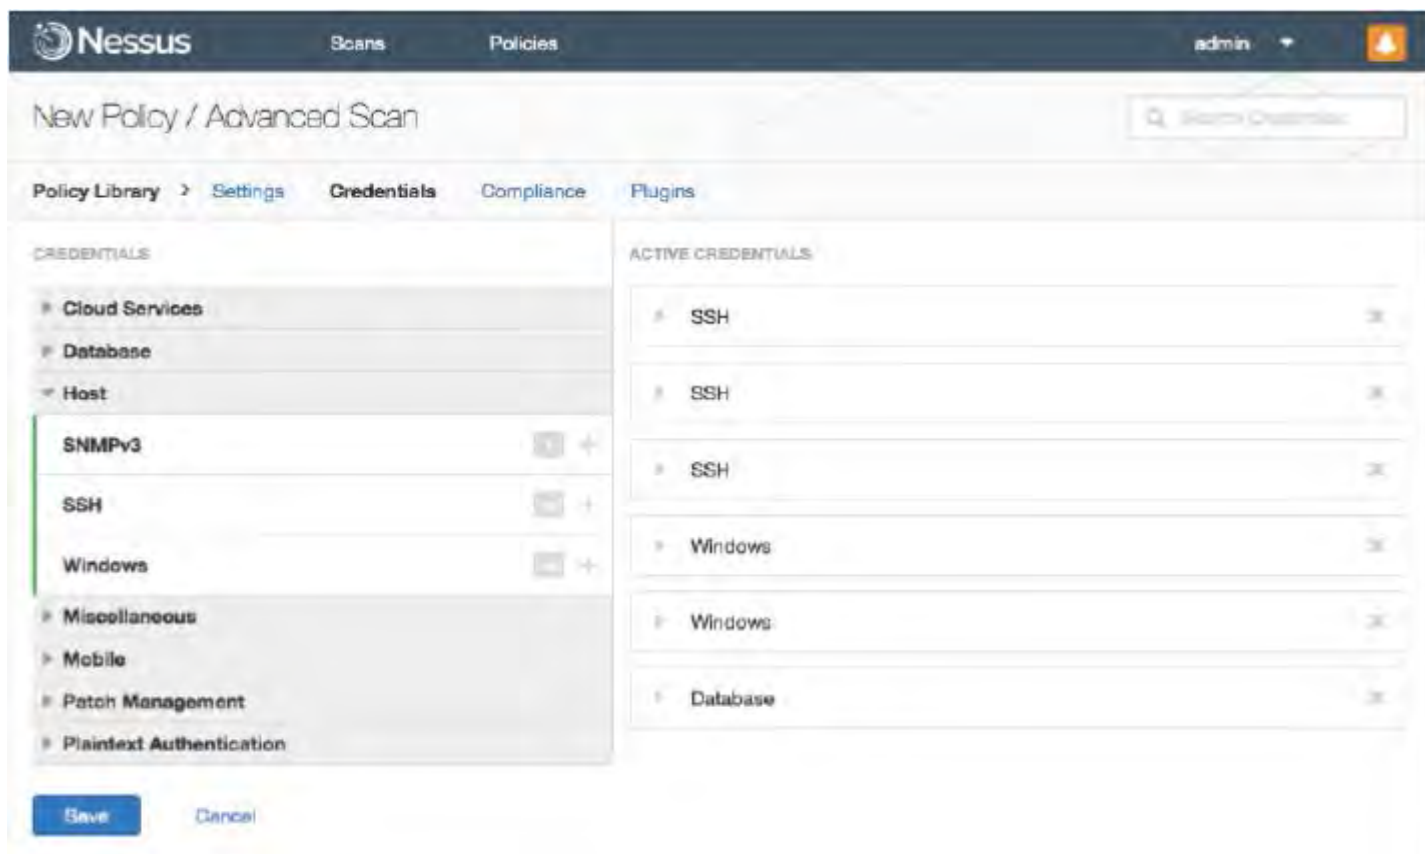 Nessus Scans Policies admin
New Policy / Advanced Scan
Policy Library > Settings Credentials Compliance Plugins
CREDENTIALS
Cloud Services
Database
Host
SNMPv3
SSH
Windows
Miscellaneous
Mobile
Patch Management
Plaintext Authentication
ACTIVE CREDENTIALS
SSH
SSH
SSH
Windows
Windows
Database
Save Cancel